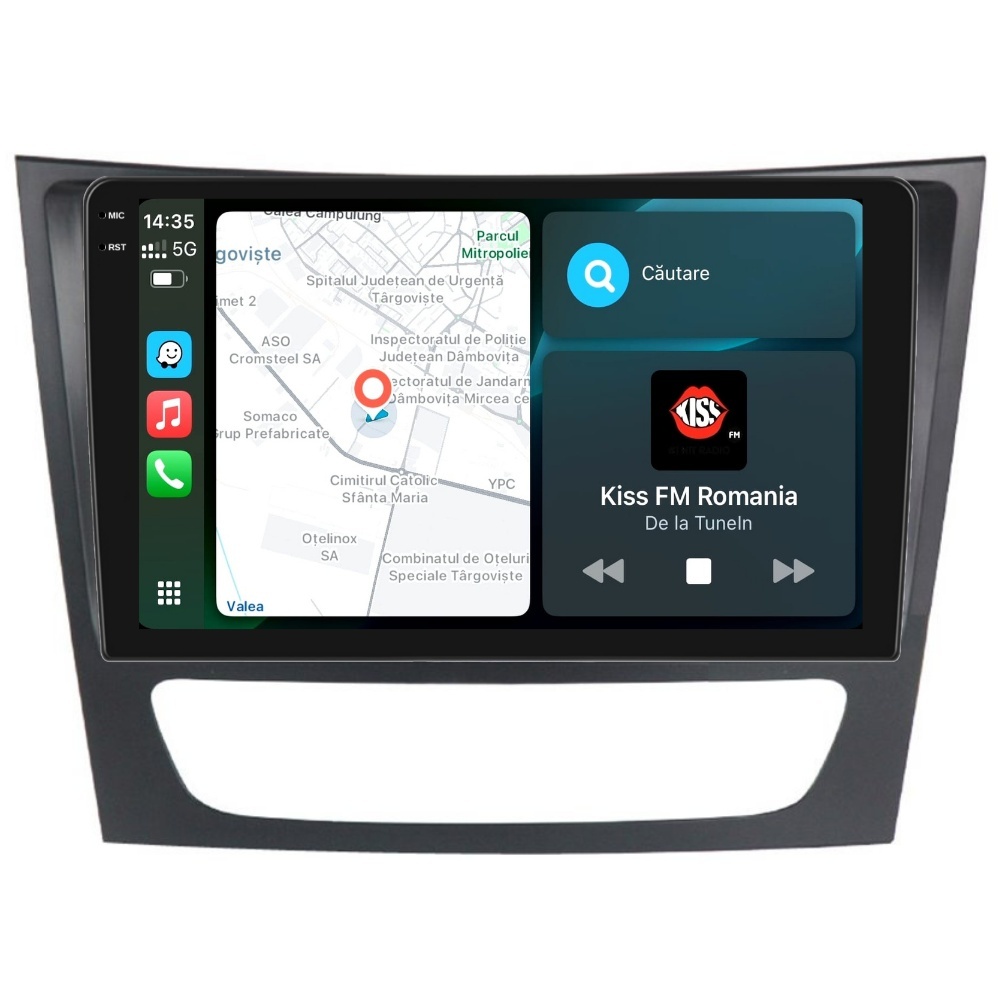 MIC
RST
14:35
5G
Calea Câmpulung
goviște
Parcul
Mitropoliei
Spitalul Județean de Urgență
Târgoviște
imet 2
ASO
Cromsteel SA
Inspectoratul de Poliție
Județean Dâmbovița
ectoratul de Jandarm
Dâmbovița Mircea ce
Somaco
Grup Prefabricate
Cimitirul Catolic
Sfânta Maria
YPC
Oțelinox
SA
Combinatul de Oțeluri
Speciale Târgoviște
Valea
Căutare
KISS
FM
Kiss FM Romania
De la TuneIn